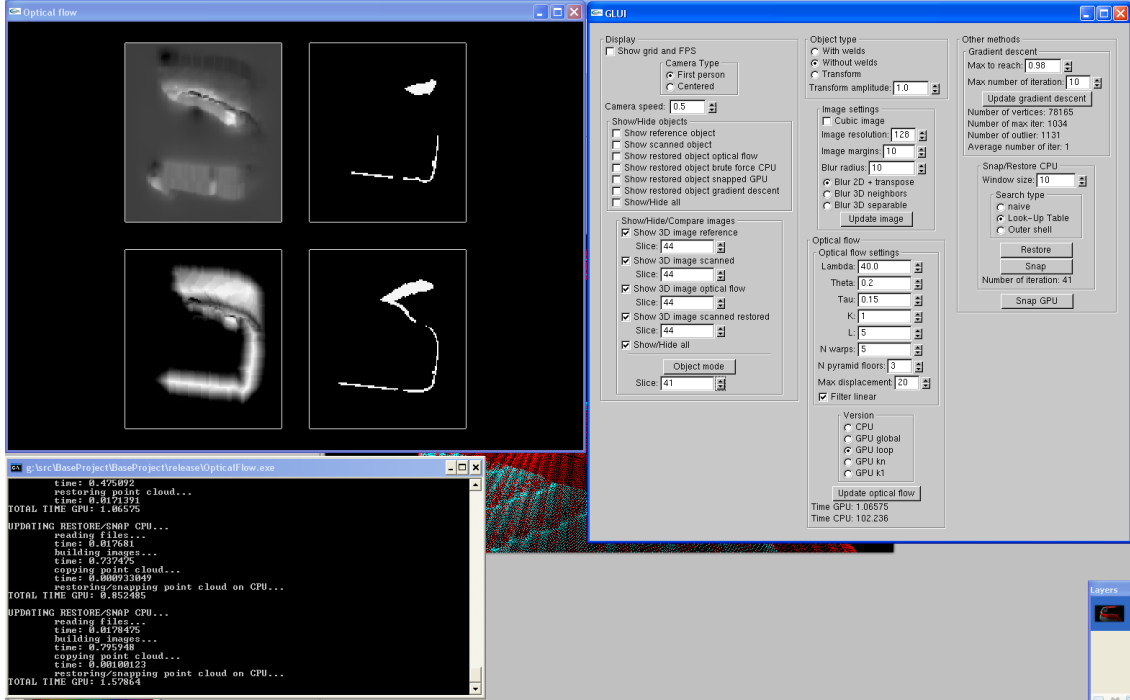 Optical flow
GLUI
Display
Show grid and FPS
Camera Type
First person
Centered
Camera speed: 0.5
Show/Hide objects
Show reference object
Show scanned object
Show restored object optical flow
Show restored object brute force CPU
Show restored object snapped GPU
Show restored object gradient descent
Show/Hide all
Show/Hide/Compare images
Show 3D image reference
Slice: 44
Show 3D image scanned
Slice: 44
Show 3D image optical flow
Slice: 44
Show 3D image scanned restored
Slice: 44
Show/Hide all
Object mode
Slice: 41
Object type
With welds
Without welds
Transform
Transform amplitude: 1.0
Image settings
Cubic image
Image resolution: 128
Image margins: 10
Blur radius: 10
Blur 2D + transpose
Blur 3D neighbors
Blur 3D separable
Update image
Optical flow
Optical flow settings
Lambda: 40.0
Theta: 0.2
Tau: 0.15
K: 1
L: 5
N warps: 5
N pyramid floors: 3
Max displacement: 20
Filter linear
Version
CPU
GPU global
GPU loop
GPU kn
GPU k1
Update optical flow
Time GPU: 1.06575
Time CPU: 102.236
Other methods
Gradient descent
Max to reach: 0.98
Max number of iteration: 10
Update gradient descent
Number of vertices: 78165
Number of max iter: 1034
Number of outlier: 1131
Average number of iter: 1
Snap/Restore CPU
Window size: 10
Search type
naive
Look-Up Table
Outer shell
Restore
Snap
Number of iteration: 41
Snap GPU
g:\src\BaseProject\BaseProject\release\OpticalFlow.exe
time: 0.475092
restoring point cloud...
time: 0.0171391
TOTAL TIME GPU: 1.06575
UPDATING RESTORE/SNAP CPU...
reading files...
time: 0.017681
building images...
time: 0.737475
copying point cloud...
time: 0.000933049
restoring/snapping point cloud on CPU...
TOTAL TIME GPU: 0.852485
UPDATING RESTORE/SNAP CPU...
reading files...
time: 0.0178475
building images...
time: 0.795948
copying point cloud...
time: 0.00100123
restoring/snapping point cloud on CPU...
TOTAL TIME GPU: 1.57864
Layers